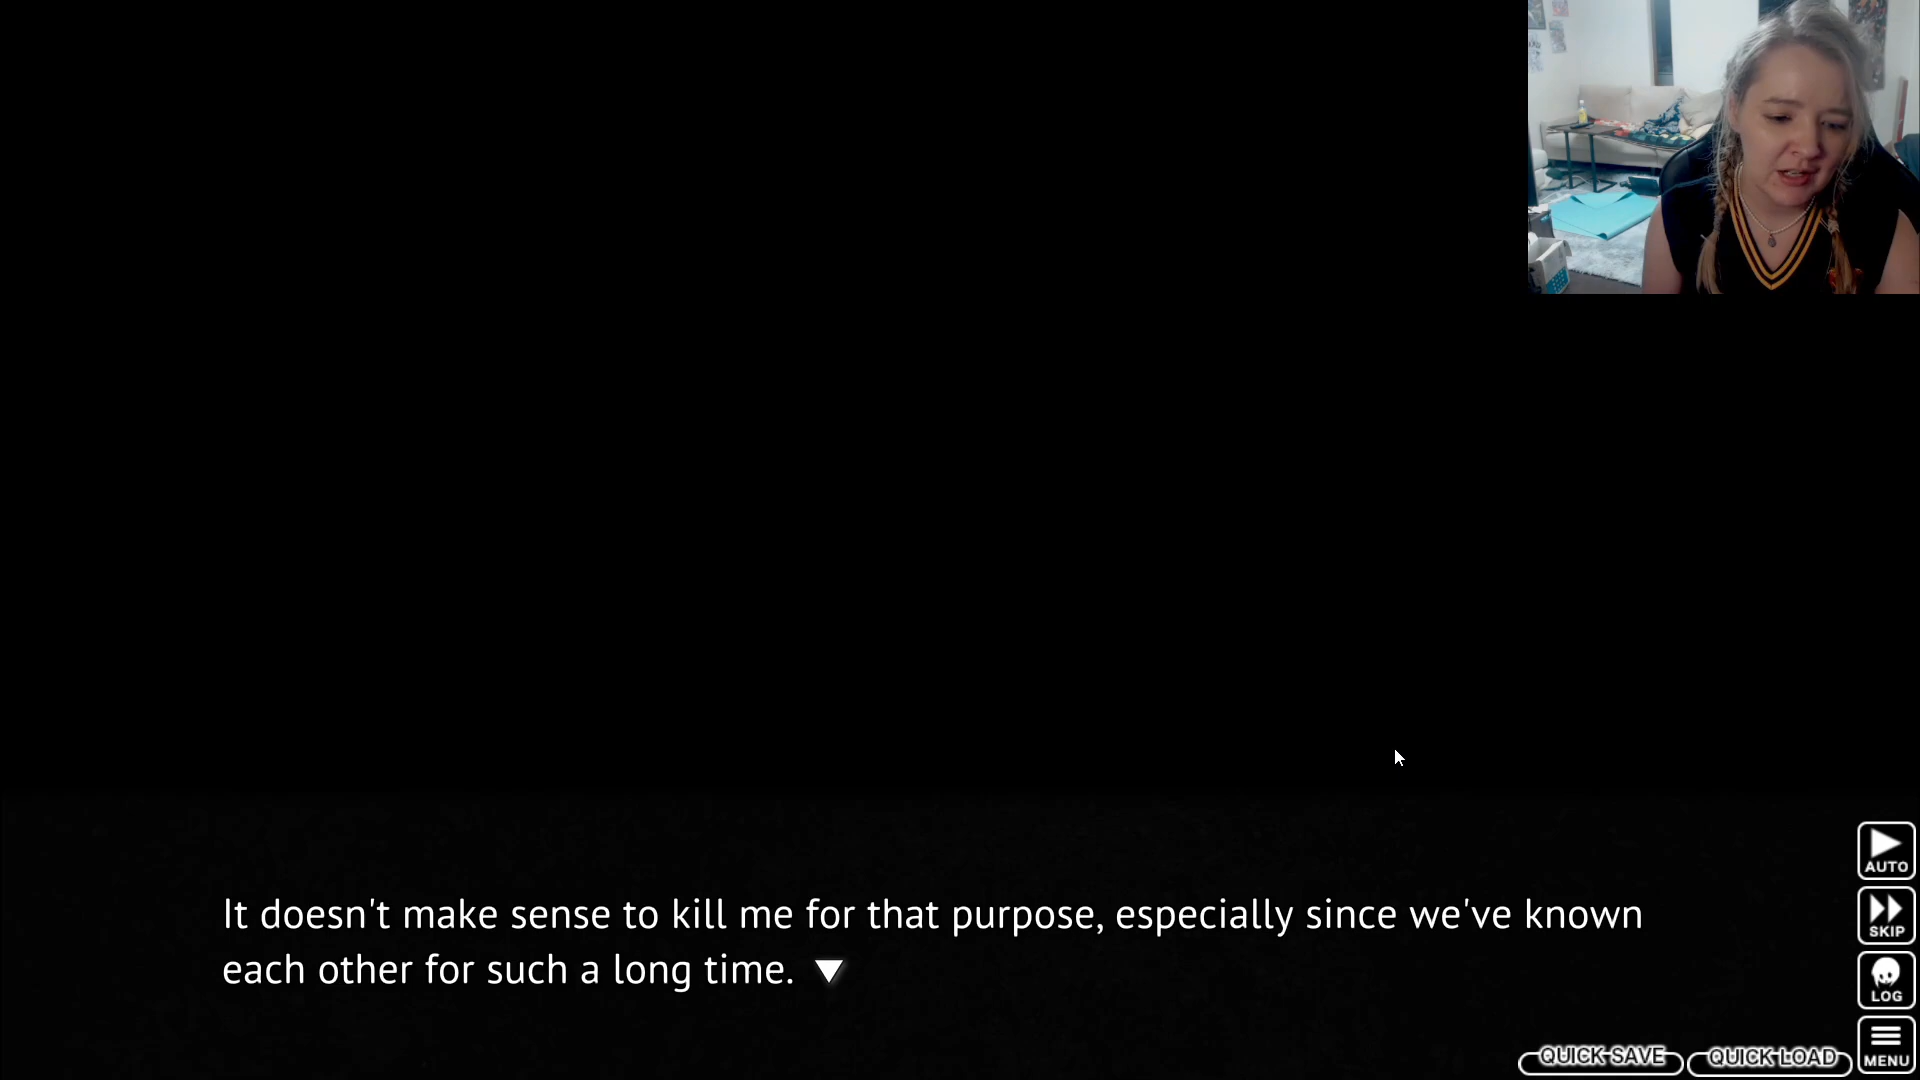 It doesn't make sense to kill me for that purpose, especially since we've known
each other for such a long time.
AUTO
SKIP
LOG
MENU
QUICK SAVE
QUICK LOAD